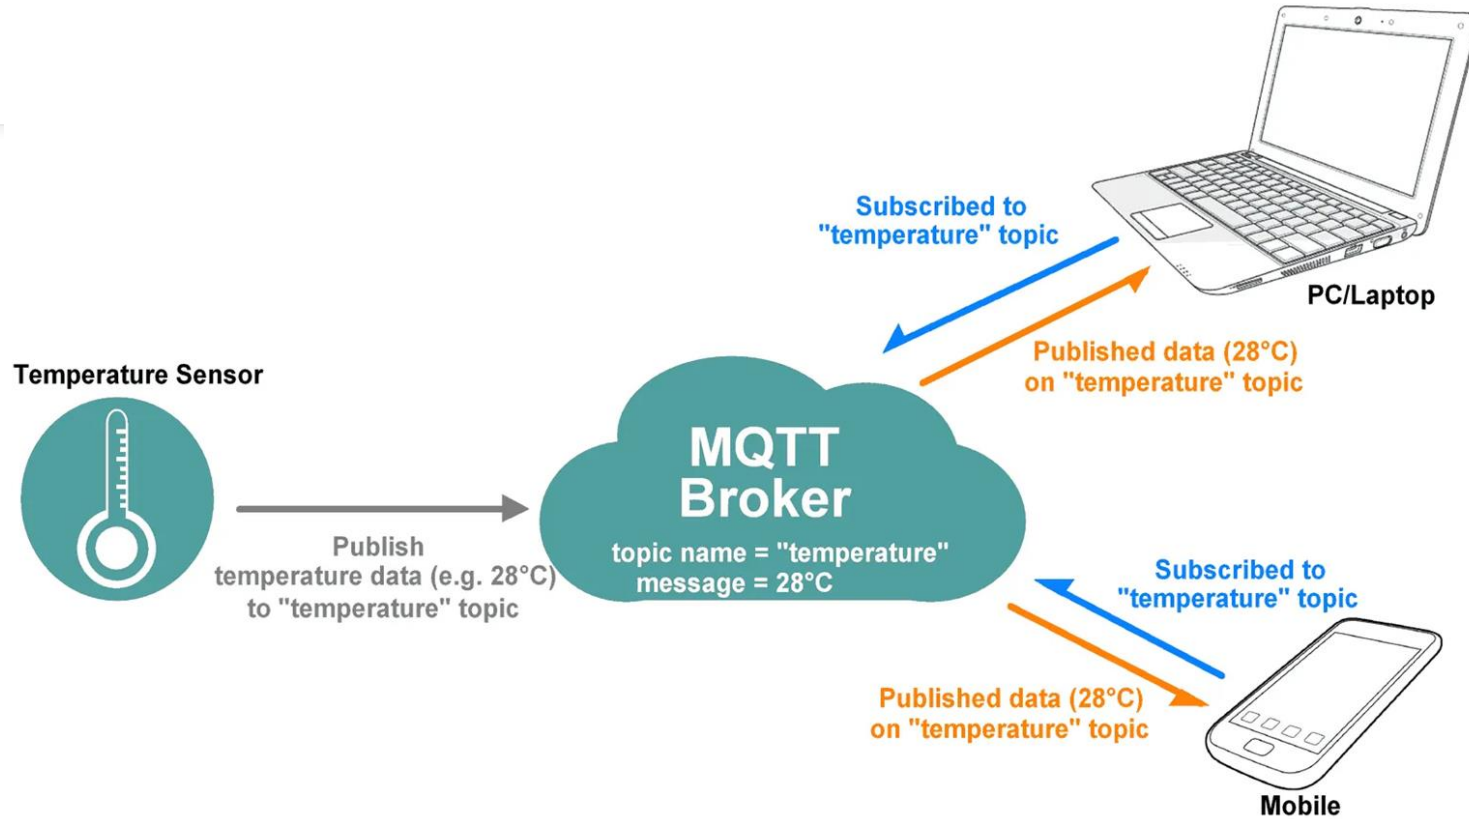 Subscribed to
"temperature" topic
PC/Laptop
Published data (28°C)
on "temperature" topic
Temperature Sensor
MQTT
Broker
topic name = "temperature"
message = 28°C
Publish
temperature data (e.g. 28°C)
to "temperature" topic
Subscribed to
"temperature" topic
Published data (28°C)
on "temperature" topic
Mobile